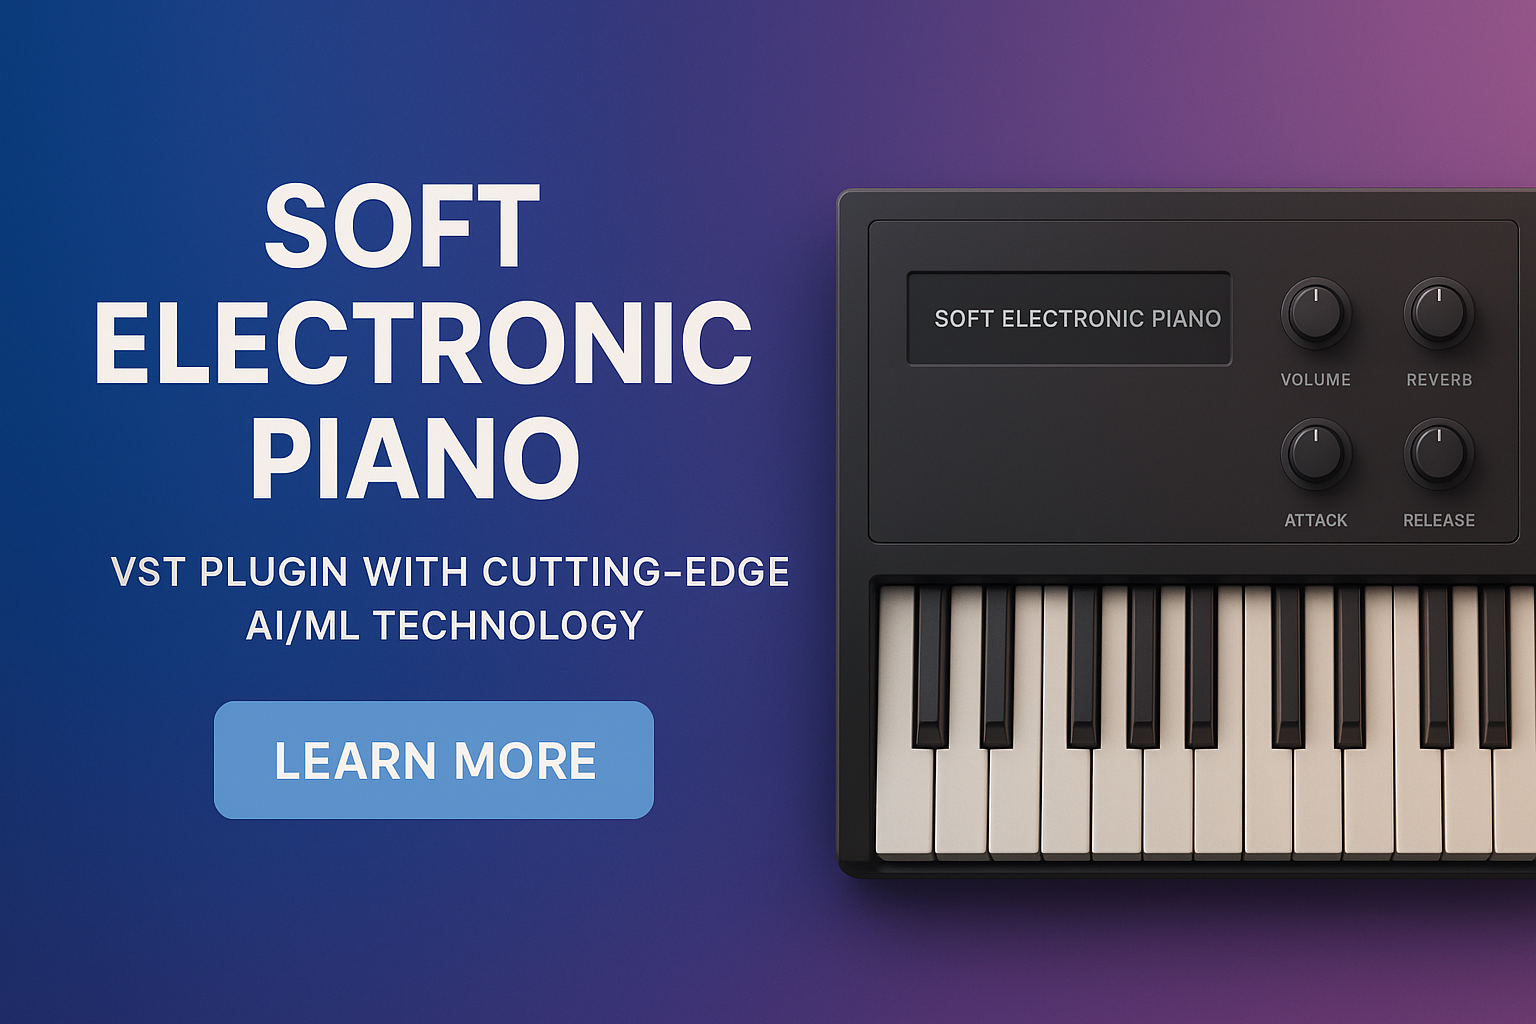 SOFT
ELECTRONIC
PIANO
VST PLUGIN WITH CUTTING-EDGE
AI/ML TECHNOLOGY
LEARN MORE
SOFT ELECTRONIC PIANO
VOLUME REVERB
ATTACK RELEASE